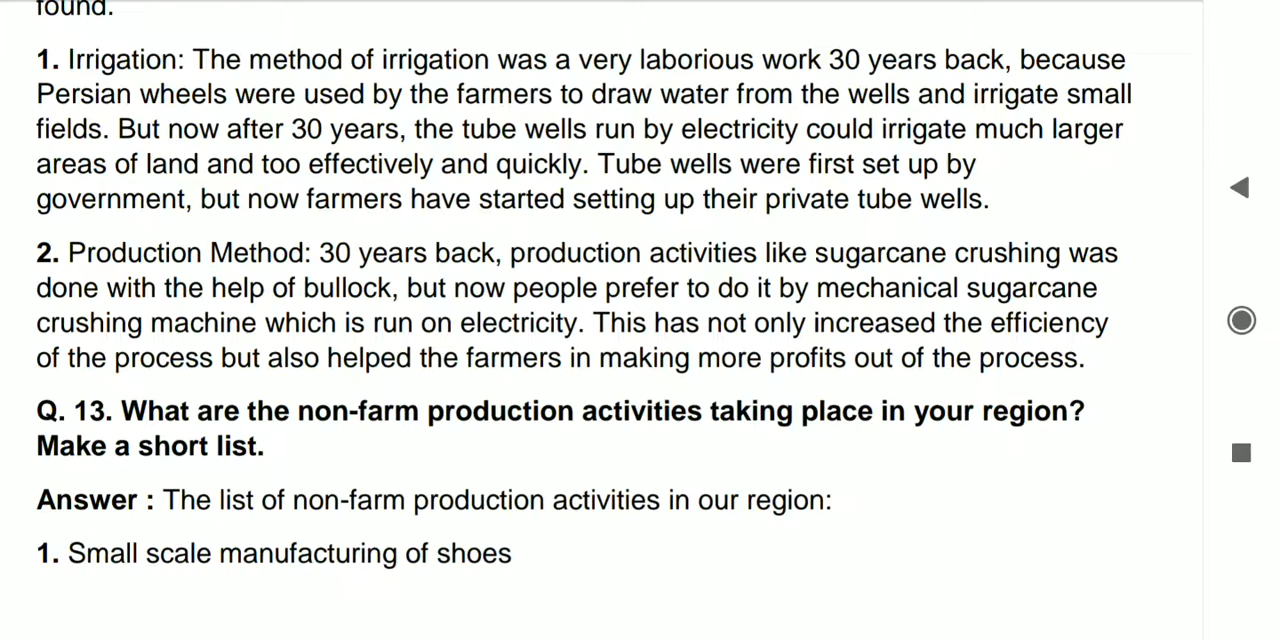 found.
1. Irrigation: The method of irrigation was a very laborious work 30 years back, because
Persian wheels were used by the farmers to draw water from the wells and irrigate small
fields. But now after 30 years, the tube wells run by electricity could irrigate much larger
areas of land and too effectively and quickly. Tube wells were first set up by
government, but now farmers have started setting up their private tube wells.
2. Production Method: 30 years back, production activities like sugarcane crushing was
done with the help of bullock, but now people prefer to do it by mechanical sugarcane
crushing machine which is run on electricity. This has not only increased the efficiency
of the process but also helped the farmers in making more profits out of the process.
Q. 13. What are the non-farm production activities taking place in your region?
Make a short list.
Answer : The list of non-farm production activities in our region:
1. Small scale manufacturing of shoes